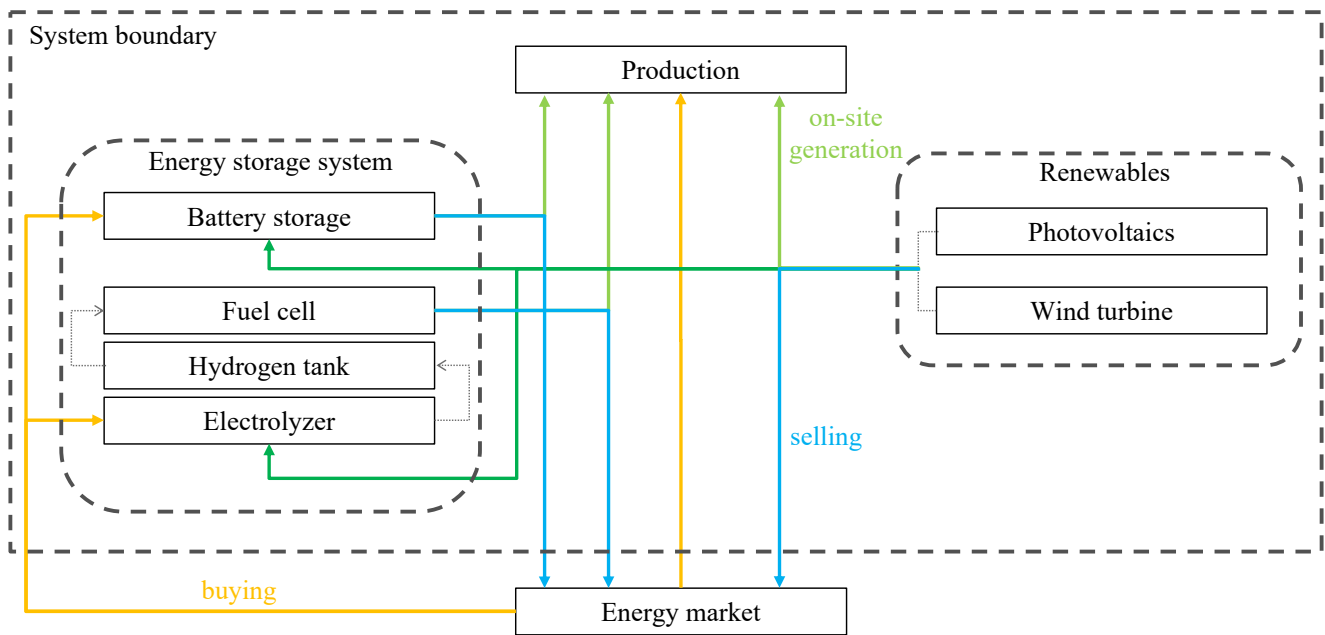 System boundary
Production
on-site
generation
Energy storage system
Renewables
Battery storage
Photovoltaics
Fuel cell
Wind turbine
Hydrogen tank
Electrolyzer
selling
buying
Energy market